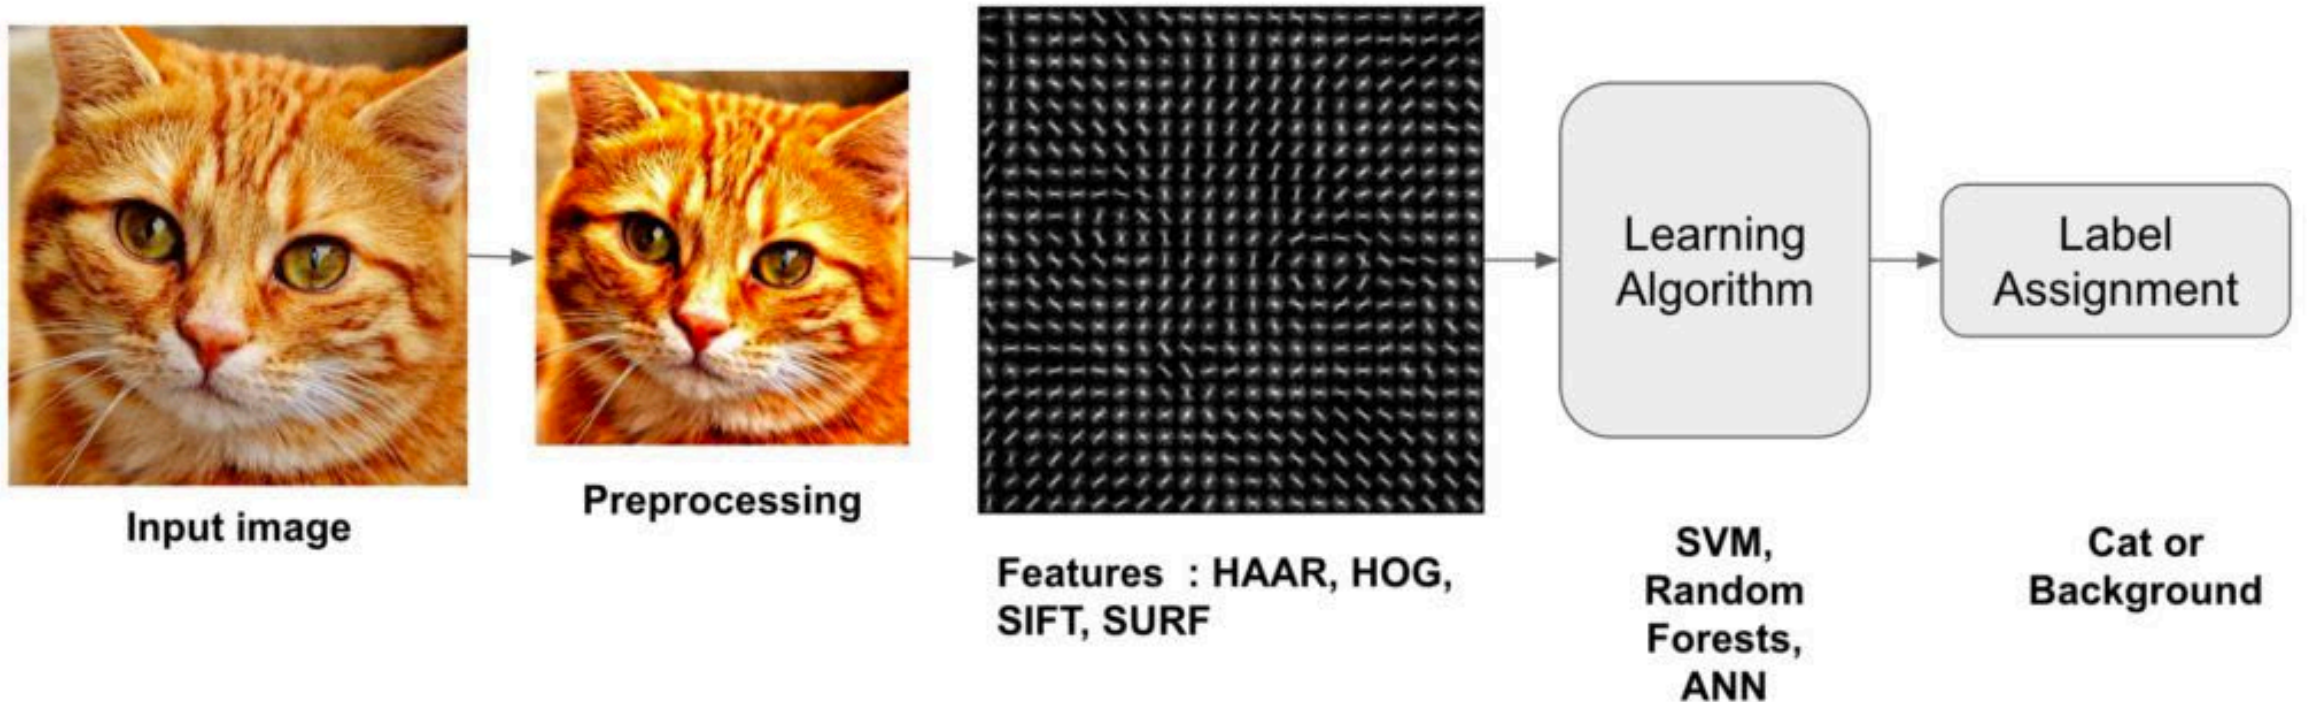 Input image
Preprocessing
Features : HAAR, HOG,
SIFT, SURF
Learning
Algorithm
SVM,
Random
Forests,
ANN
Label
Assignment
Cat or
Background